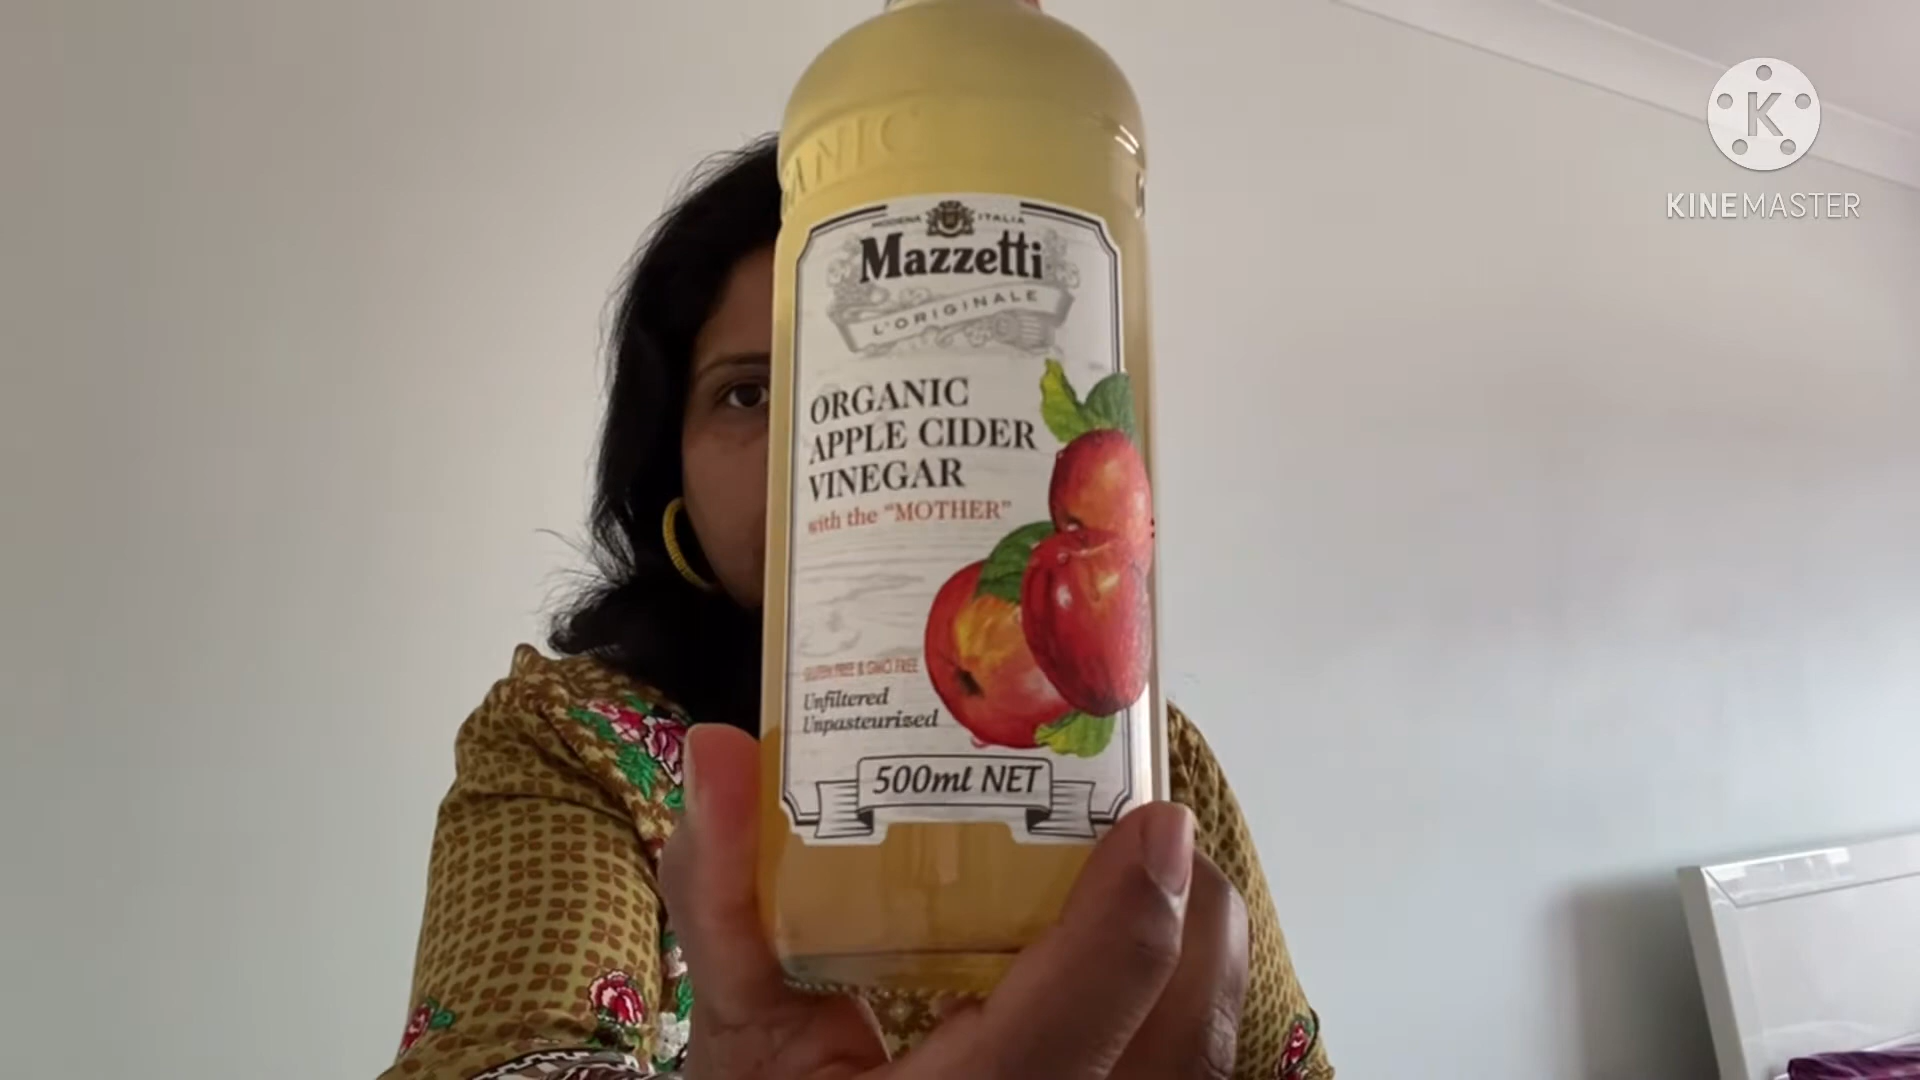 ANIC
MODENA ITALIA
Mazzetti
L'ORIGINALE
ORGANIC
APPLE CIDER
VINEGAR
with the "MOTHER"
GLUTEN FREE & GMO FREE
Unfiltered
Unpasteurized
500ml NET
K
KINEMASTER